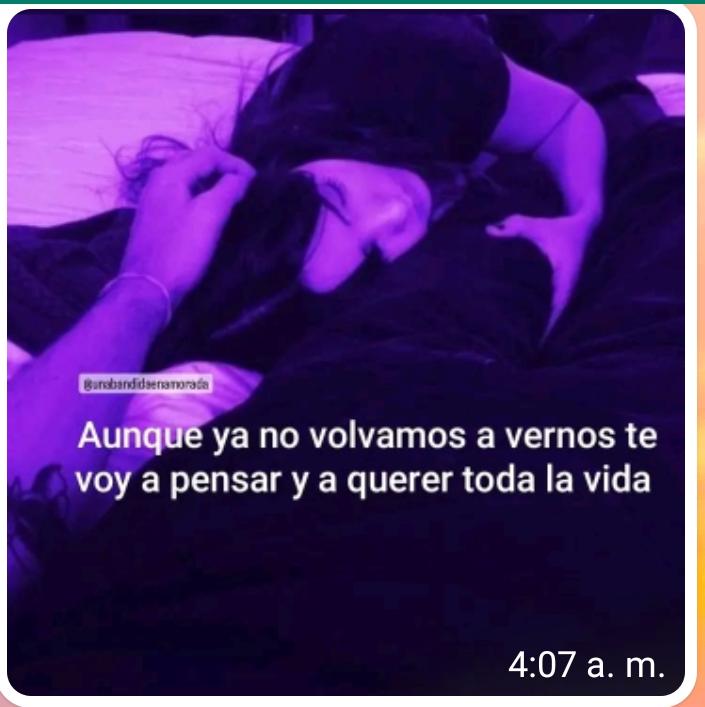 @unabandidaenamorada
Aunque ya no volvamos a vernos te
voy a pensar y a querer toda la vida
4:07 a. m.